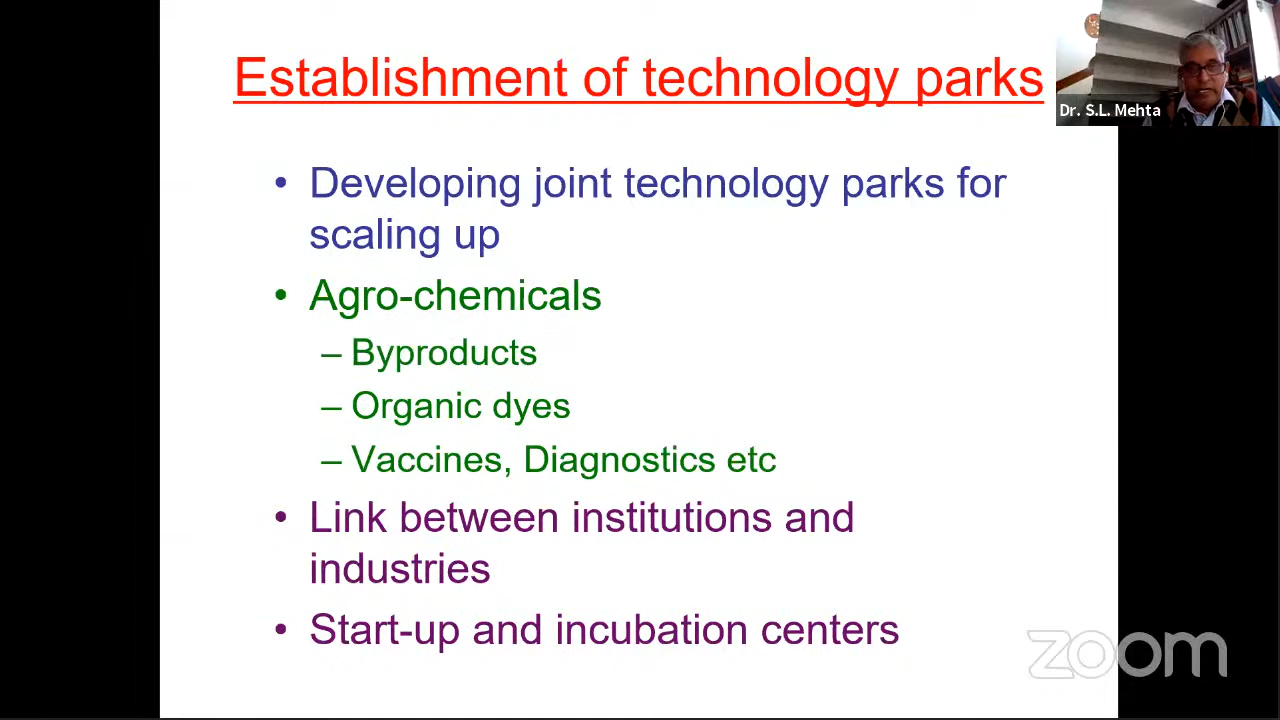 Establishment of technology parks
Dr. S.L. Mehta
• Developing joint technology parks for
scaling up
• Agro-chemicals
– Byproducts
– Organic dyes
– Vaccines, Diagnostics etc
• Link between institutions and
industries
• Start-up and incubation centers
zoom